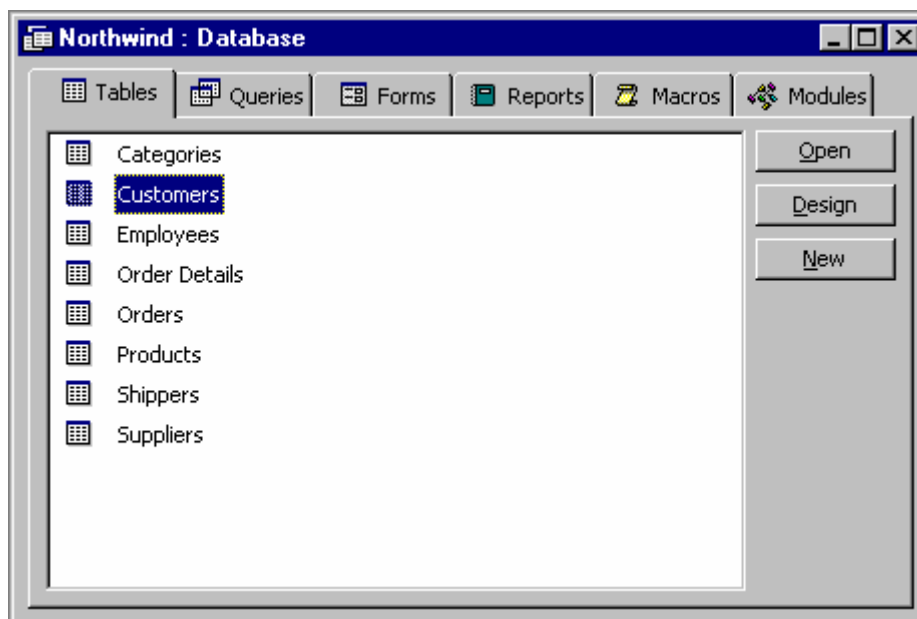 Northwind : Database
Tables Queries Forms Reports Macros Modules
Categories
Customers
Employees
Order Details
Orders
Products
Shippers
Suppliers
Open
Design
New